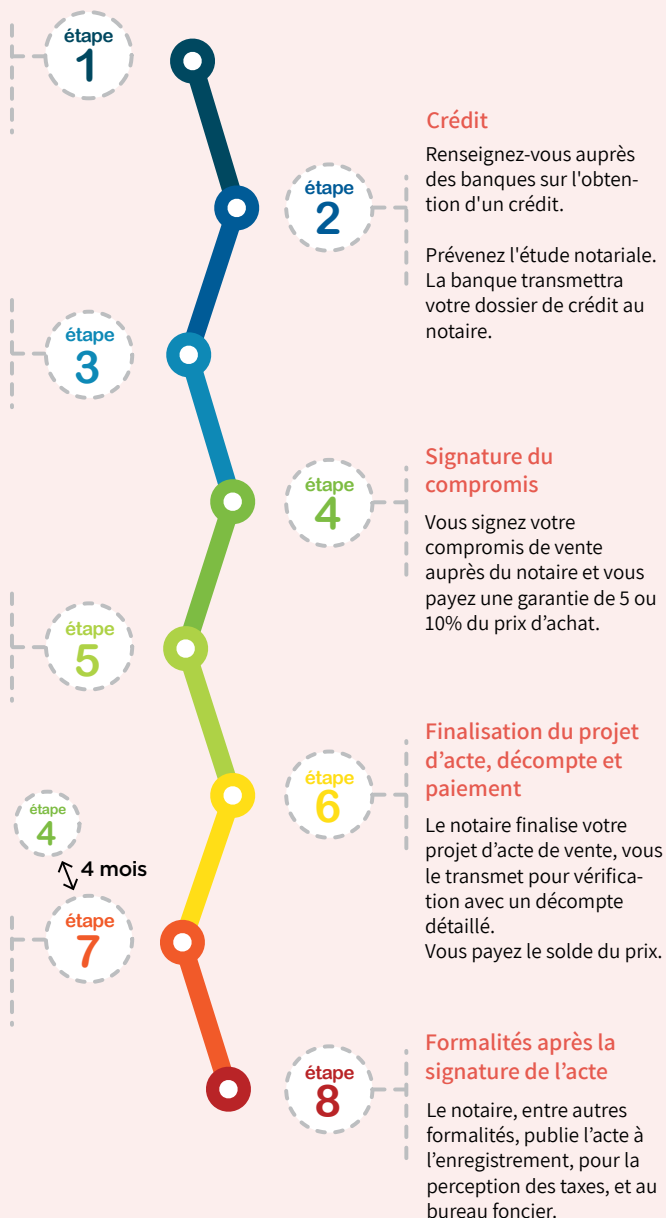 étape
1
Crédit
Renseignez-vous auprès
des banques sur l'obten-
tion d'un crédit.
Prévenez l'étude notariale.
La banque transmettra
votre dossier de crédit au
notaire.
étape
2
étape
3
Signature du
compromis
Vous signez votre
compromis de vente
auprès du notaire et vous
payez une garantie de 5 ou
10% du prix d’achat.
étape
4
étape
5
Finalisation du projet
d’acte, décompte et
paiement
Le notaire finalise votre
projet d’acte de vente, vous
le transmet pour vérifica-
tion avec un décompte
détaillé.
Vous payez le solde du prix.
étape
6
étape
4
4 mois
étape
7
Formalités après la
signature de l’acte
Le notaire, entre autres
formalités, publie l’acte à
l’enregistrement, pour la
perception des taxes, et au
bureau foncier.
étape
8